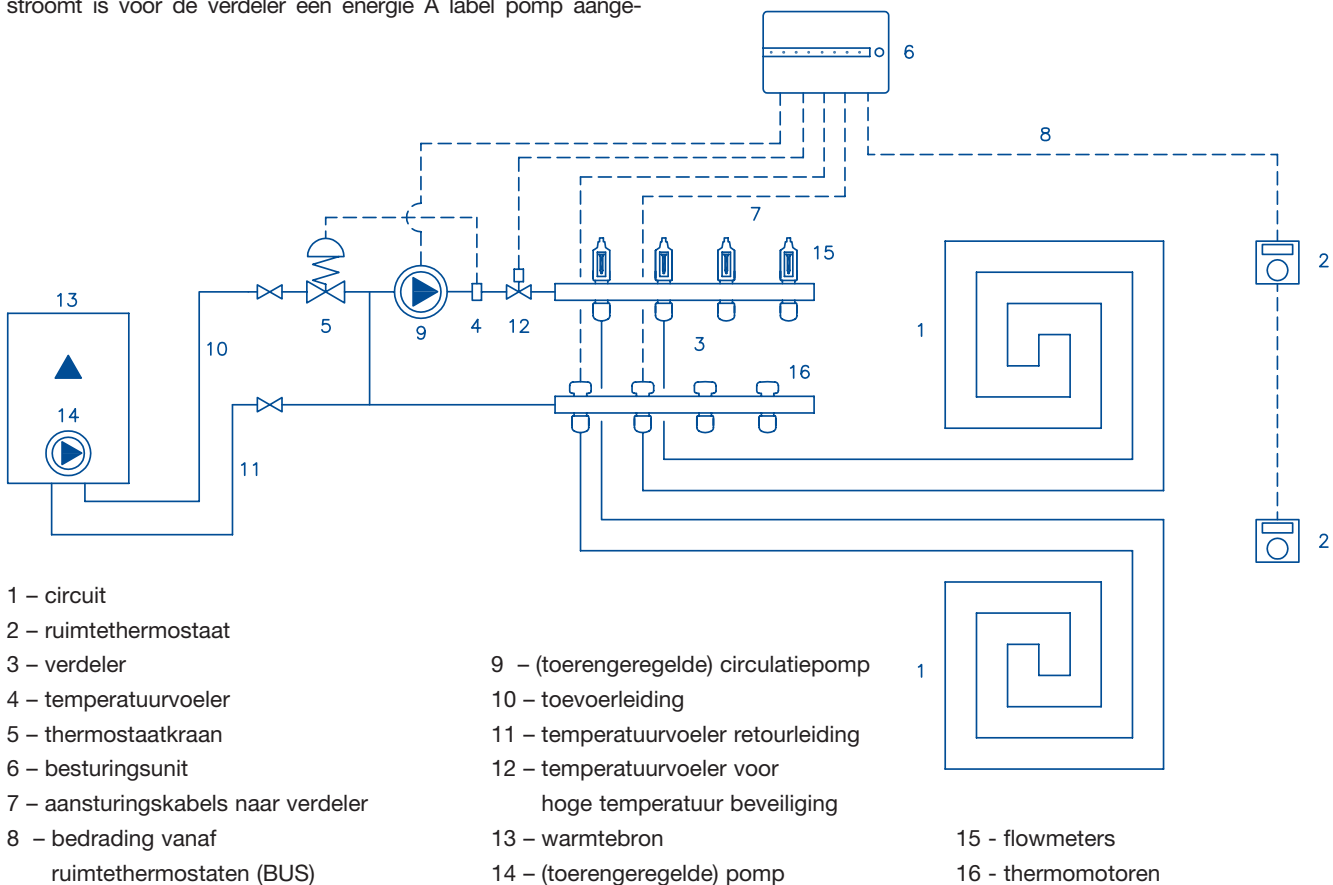 stroomt is voor de verdeler een energie A label pomp aange-
6
8
7
15
2
13
10
5
9
4
12
3
1
16
14
11
2
1
1 – circuit
2 – ruimtethermostaat
3 – verdeler
4 – temperatuurvoeler
5 – thermostaatkraan
6 – besturingsunit
7 – aansturingskabels naar verdeler
8 – bedrading vanaf
ruimtethermostaten (BUS)
9 – (toerengeregelde) circulatiepomp
10 – toevoerleiding
11 – temperatuurvoeler retourleiding
12 – temperatuurvoeler voor
hoge temperatuur beveiliging
13 – warmtebron
14 – (toerengeregelde) pomp
15 - flowmeters
16 - thermomotoren